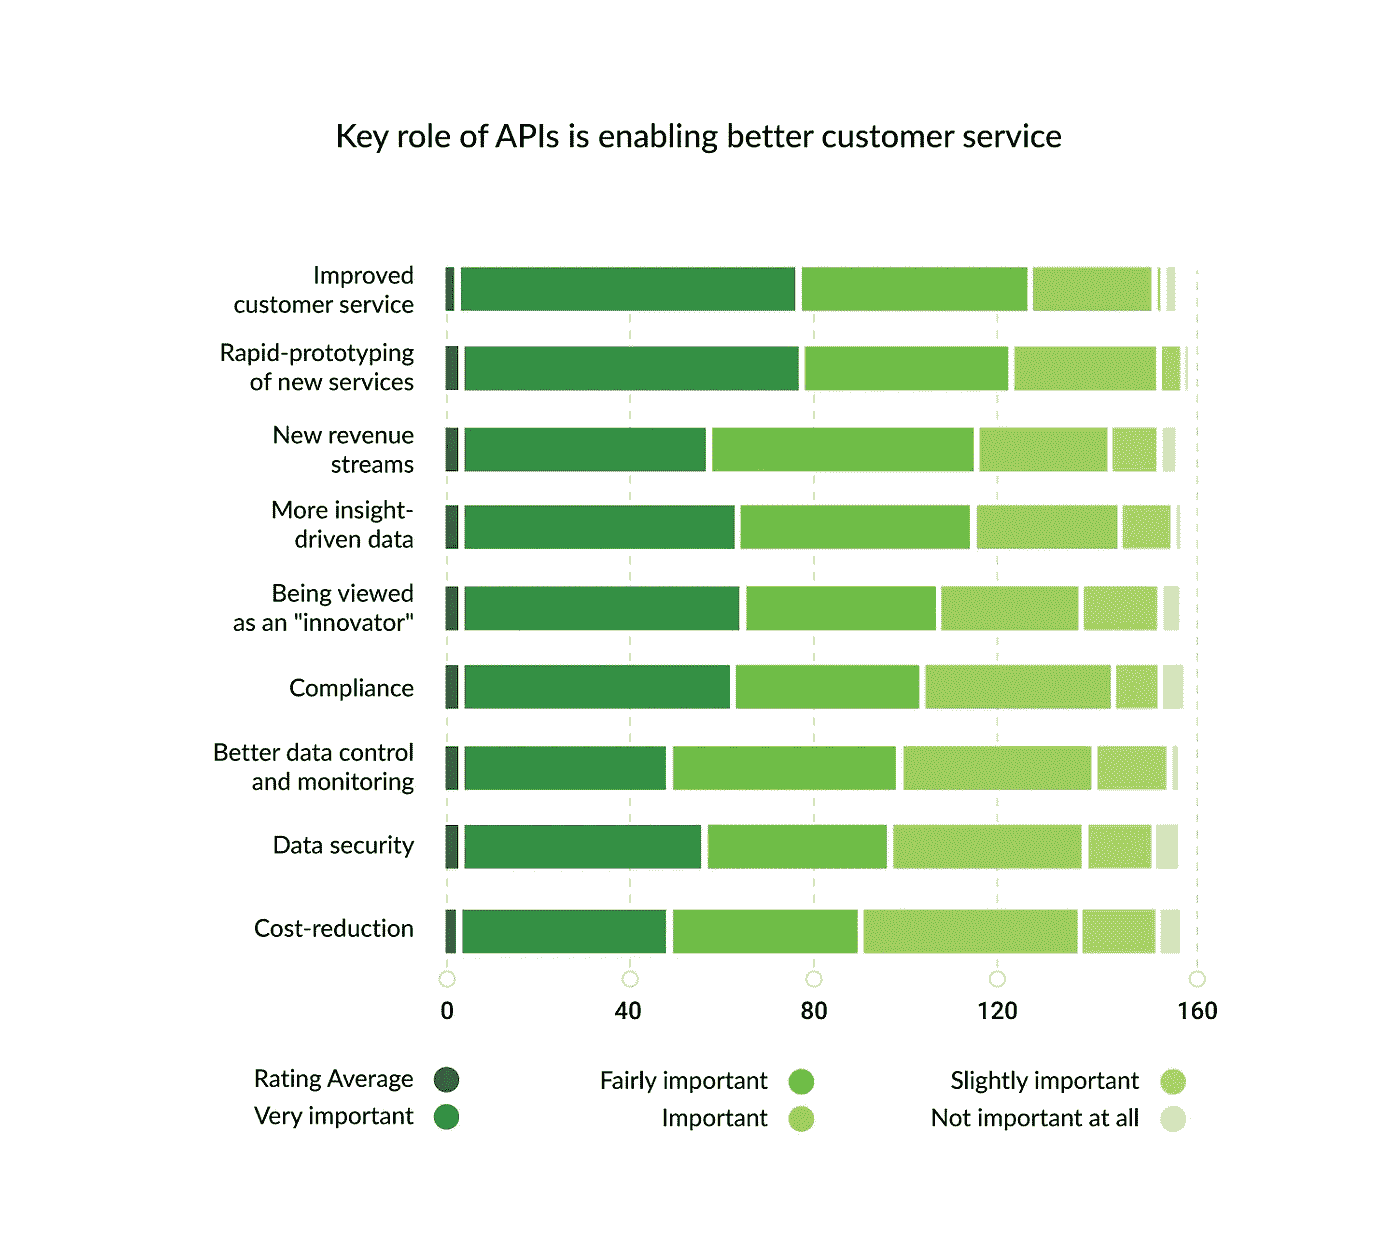 Key role of APIs is enabling better customer service
Improved
customer service
Rapid-prototyping
of new services
New revenue
streams
More insight-
driven data
Being viewed
as an "innovator"
Compliance
Better data control
and monitoring
Data security
Cost-reduction
0 40 80 120 160
Rating Average Fairly important Slightly important
Very important Important Not important at all